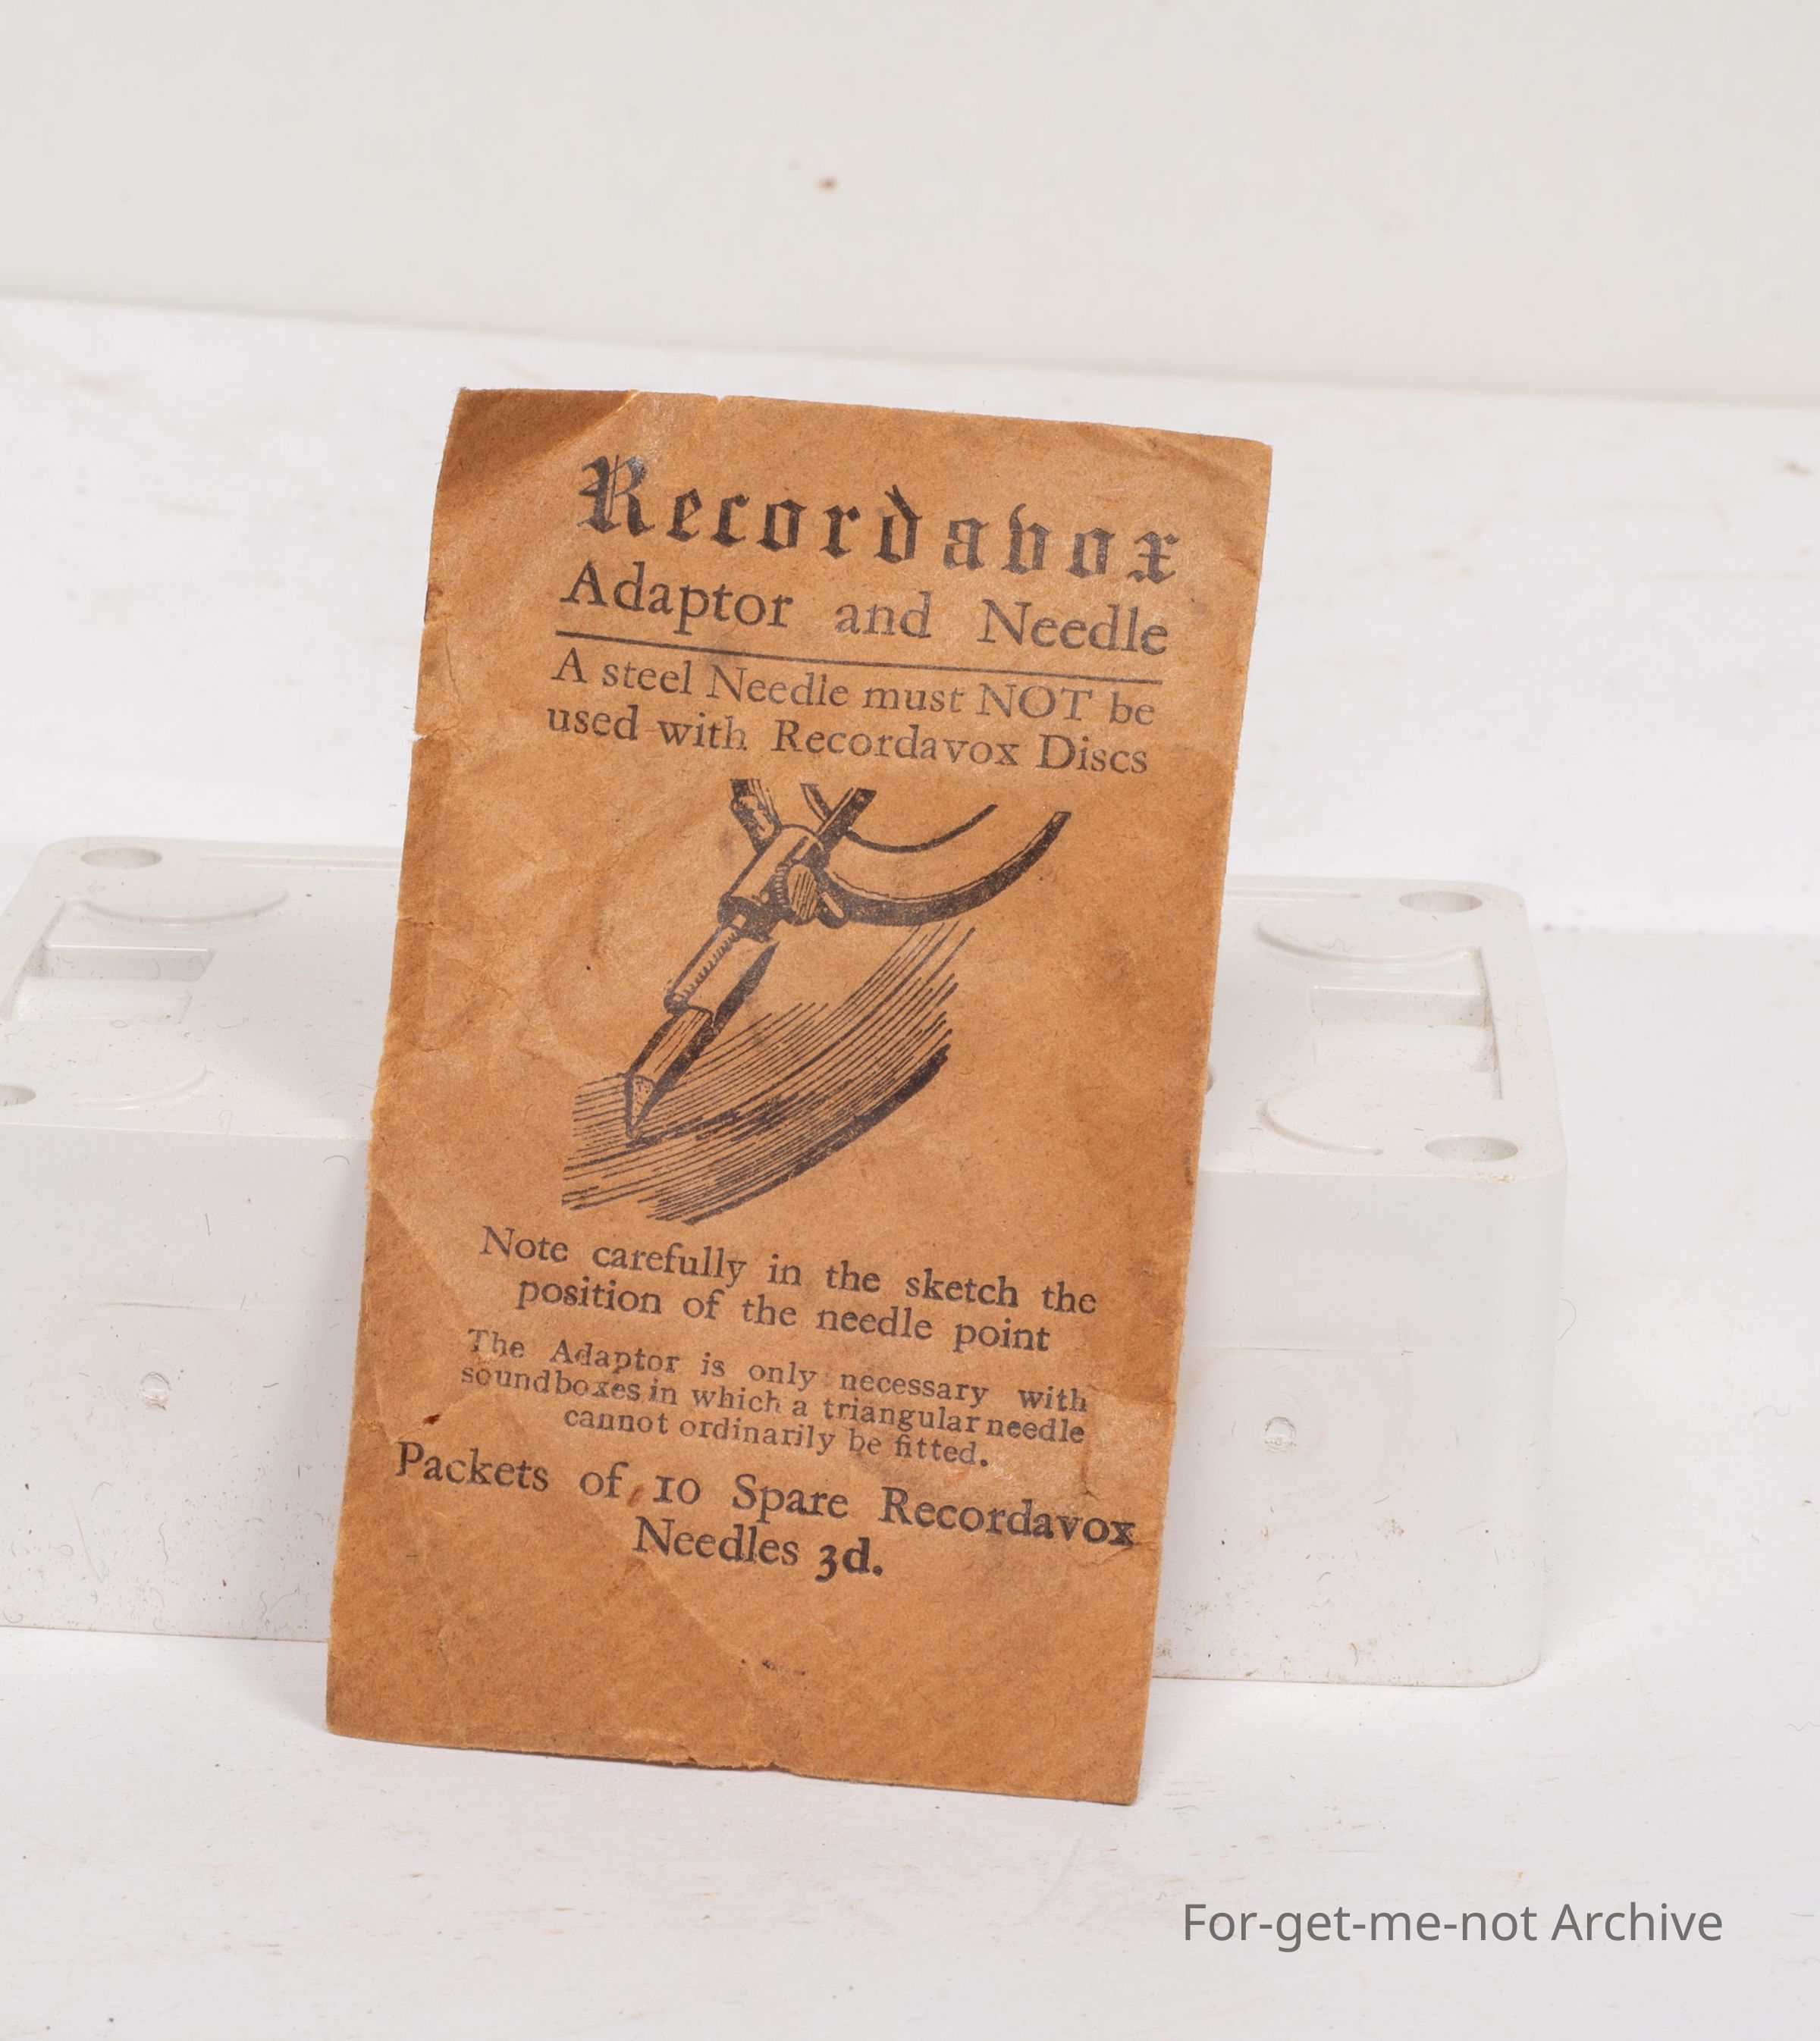 Recordavox
Adaptor and Needle
A steel Needle must NOT be
used with Recordavox Discs
Note carefully in the sketch the
position of the needle point
The Adaptor is only necessary with
soundboxes in which a triangular needle
cannot ordinarily be fitted.
Packets of 10 Spare Recordavox
Needles 3d.
For-get-me-not Archive